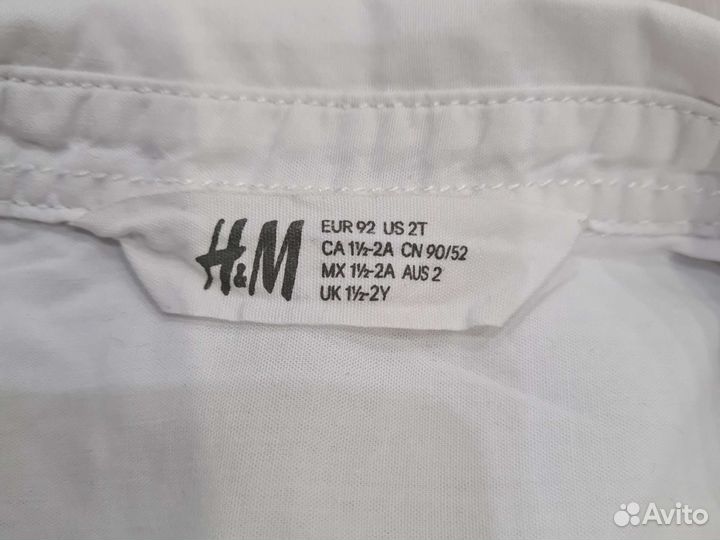 H&M
EUR 92 US 2T
CA 1½-2A CN 90/52
MX 1½-2A AUS 2
UK 1½-2Y
Avito